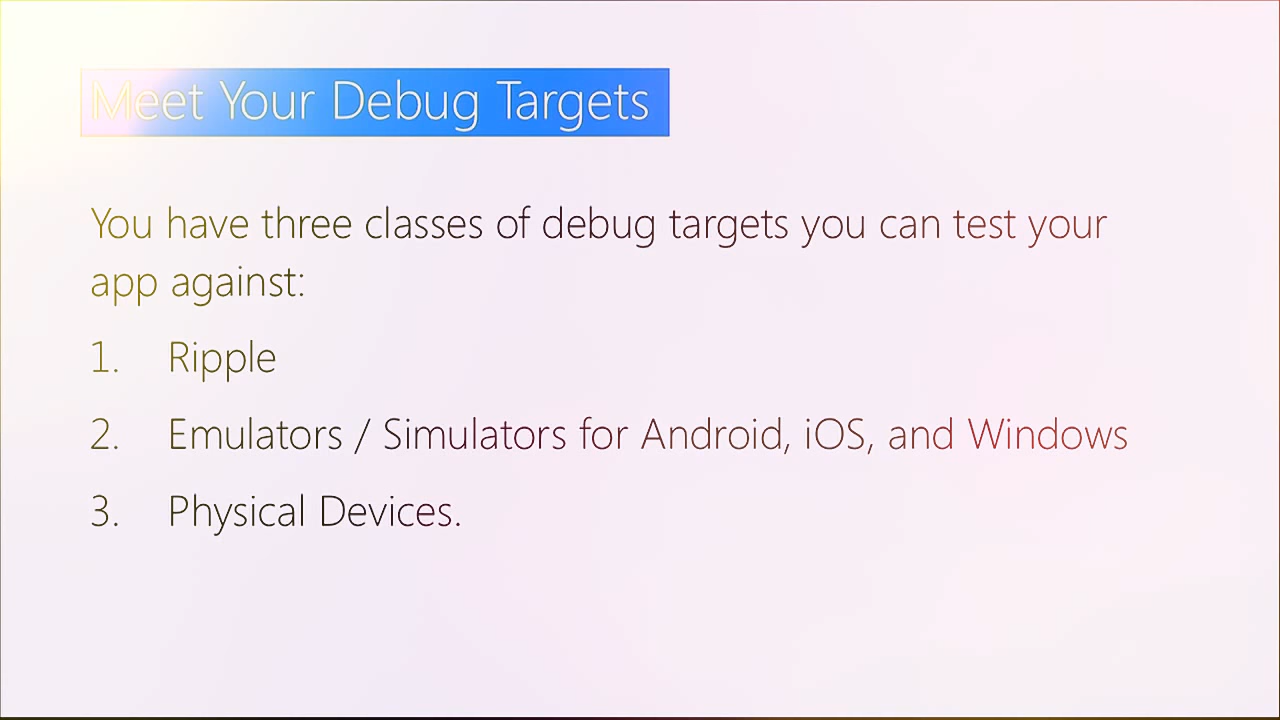 Meet Your Debug Targets
You have three classes of debug targets you can test your
app against:
1. Ripple
2. Emulators / Simulators for Android, iOS, and Windows
3. Physical Devices.